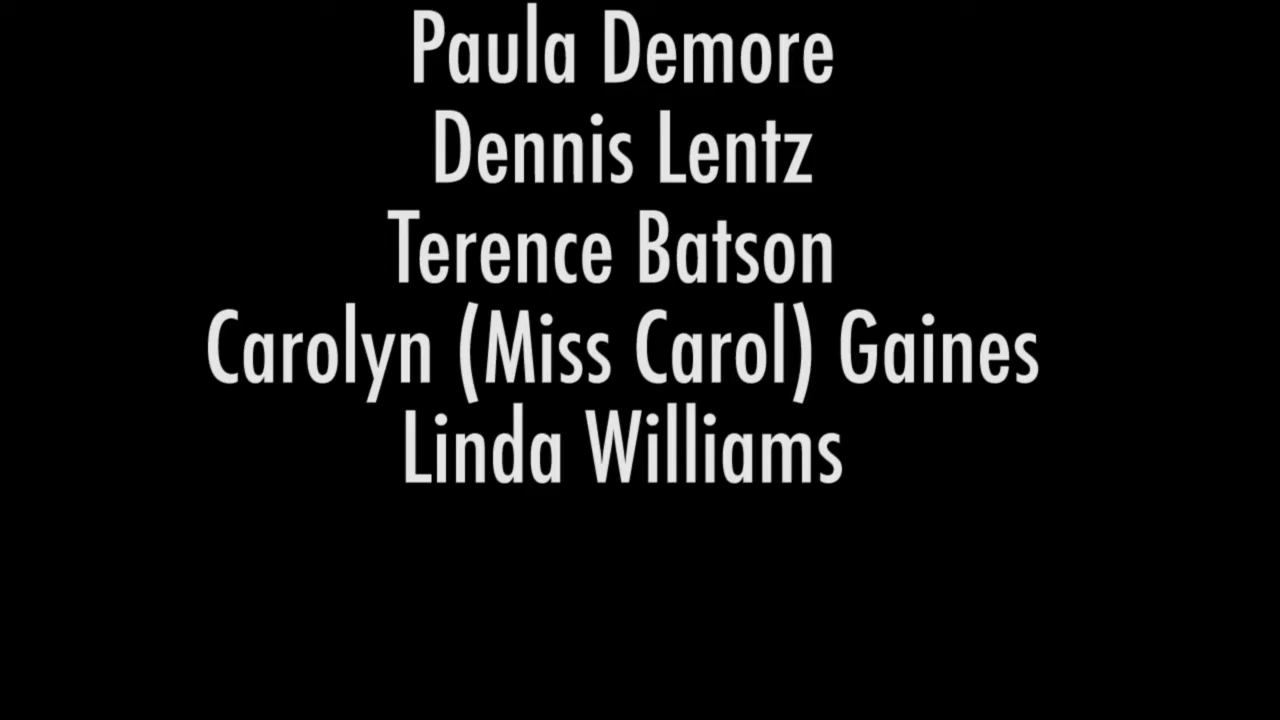 Paula Demore
Dennis Lentz
Terence Batson
Carolyn (Miss Carol) Gaines
Linda Williams